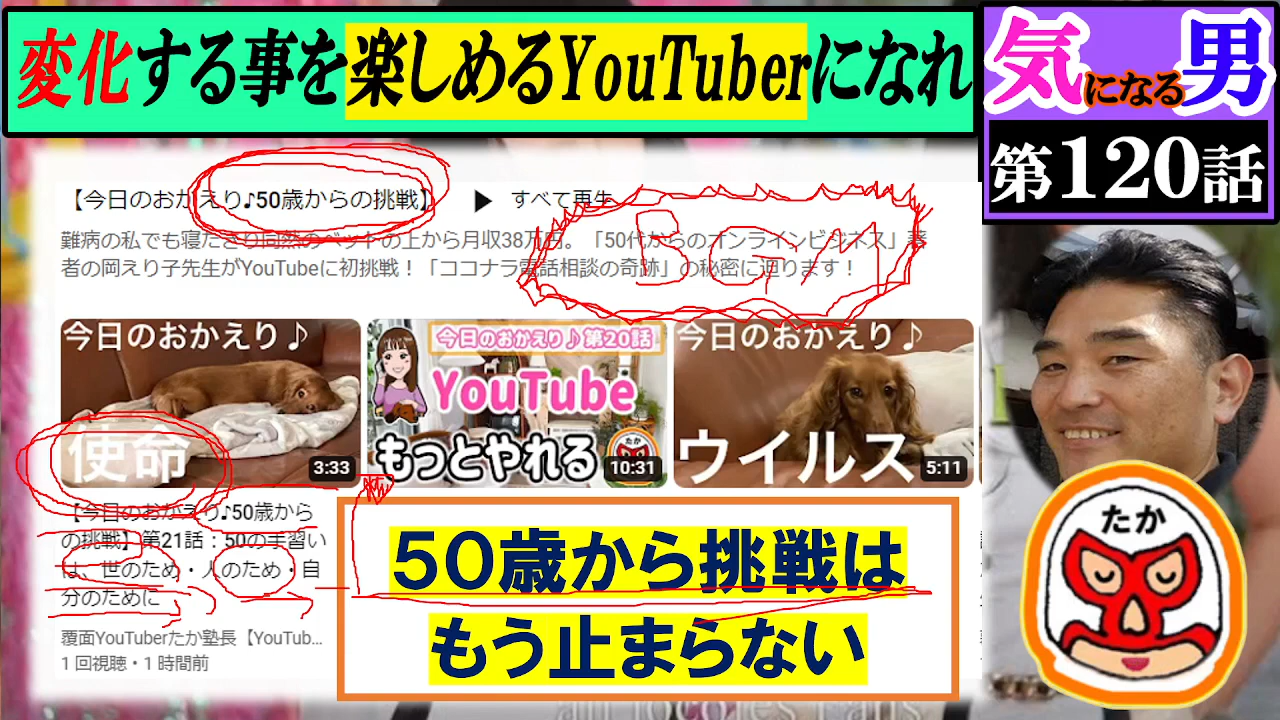 変化する事を楽しめるYouTuberになれ
気になる男
第120話
【今日のおかえり♪50歳からの挑戦】 ▶ すべて再生
難病の私でも寝たきり同然のベットの上から月収38万円。「50代からのオンラインビジネス」著
者の岡えり子先生がYouTubeに初挑戦！「ココナラ電話相談の奇跡」の秘密に迫ります！
BGM
今日のおかえり♪
使命
3:33
今日のおかえり♪第20話
YouTube
もっとやれる
たか
10:31
今日のおかえり♪
ウイルス
5:11
【今日のおかえり♪50歳から
の挑戦】第21話：50の手習い
は、世のため・人のため・自
分のために
覆面YouTuberたか塾長【YouTub...
1 回視聴・1 時間前
50歳から挑戦は
もう止まらない
たか